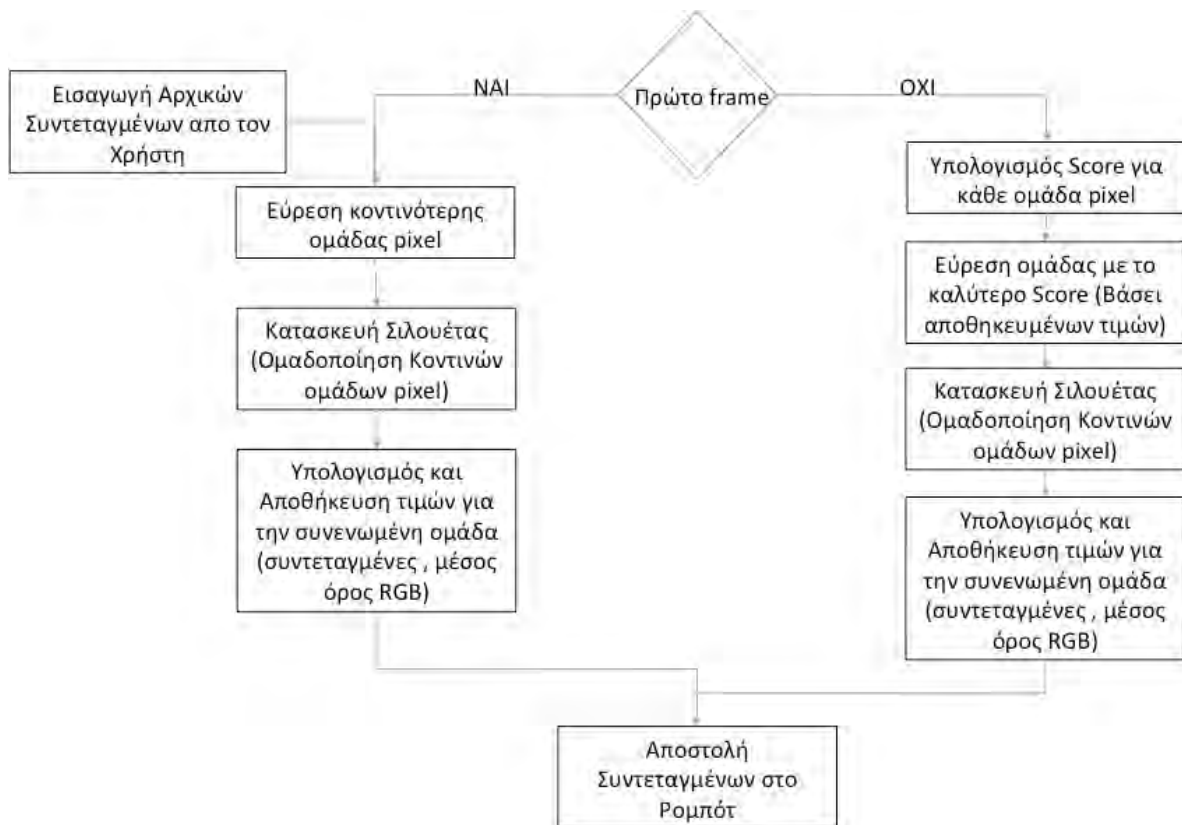 Πρώτο frame
ΝΑΙ
ΟΧΙ
Εισαγωγή Αρχικών
Συντεταγμένων απο τον
Χρήστη
Εύρεση κοντινότερης
ομάδας pixel
Κατασκευή Σιλουέτας
(Ομαδοποίηση Κοντινών
ομάδων pixel)
Υπολογισμός και
Αποθήκευση τιμών για
την συνενωμένη ομάδα
(συντεταγμένες , μέσος
όρος RGB)
Υπολογισμός Score για
κάθε ομάδα pixel
Εύρεση ομάδας με το
καλύτερο Score (Βάσει
αποθηκευμένων τιμών)
Κατασκευή Σιλουέτας
(Ομαδοποίηση Κοντινών
ομάδων pixel)
Υπολογισμός και
Αποθήκευση τιμών για
την συνενωμένη ομάδα
(συντεταγμένες , μέσος
όρος RGB)
Αποστολή
Συντεταγμένων στο
Ρομπότ